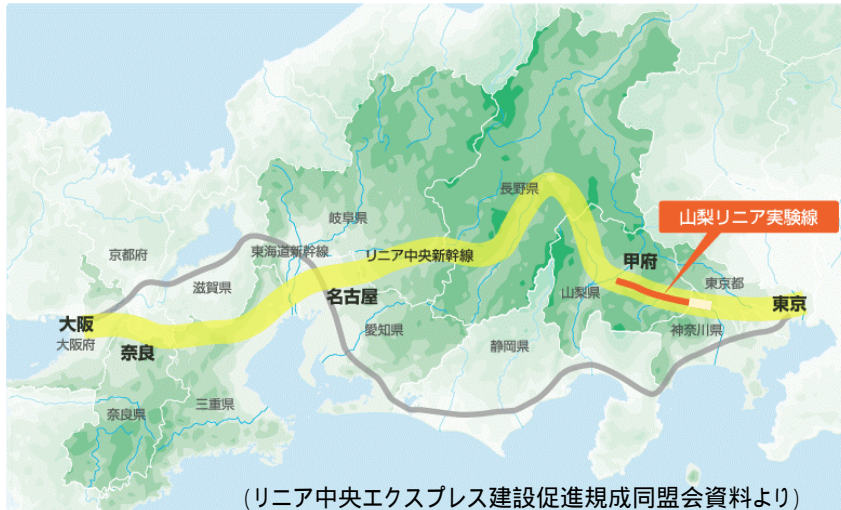 長野県
山梨リニア実験線
岐阜県
京都府
東海道新幹線
リニア中央新幹線
甲府
東京都
滋賀県
山梨県
名古屋
東京
大阪
神奈川県
愛知県
大阪府
奈良
静岡県
三重県
奈良県
(リニア中央エクスプレス建設促進規成同盟会資料より)